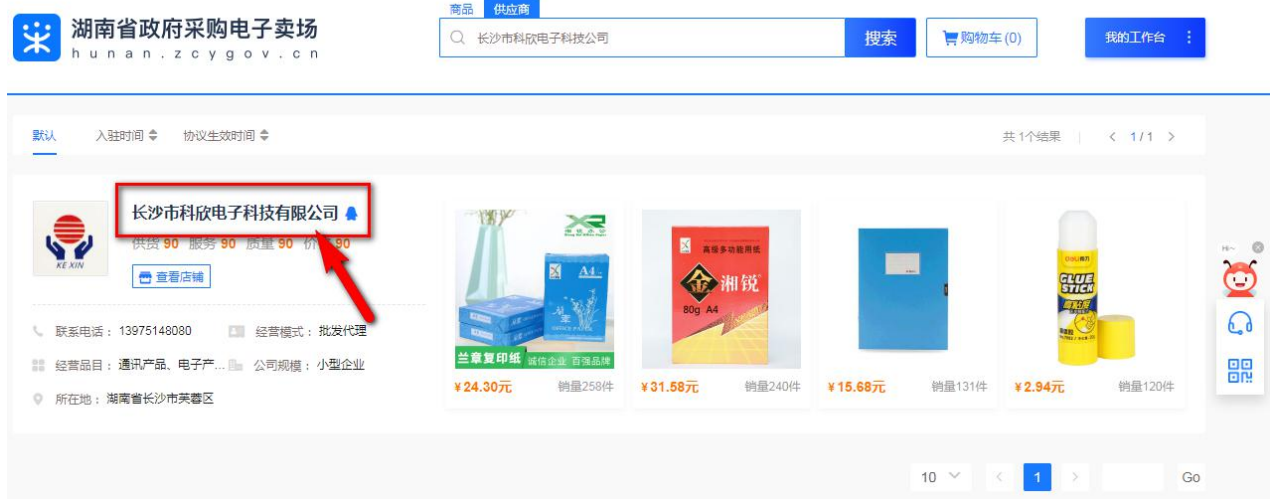 商品 供应商
湖南省政府采购电子卖场
hunan.zcygov.cn
长沙市科欣电子科技公司
搜索
购物车(0)
我的工作台
默认 入驻时间 协议生效时间
共 1个结果
1/1
长沙市科欣电子科技有限公司
供货 90 服务 90 质量 90 价 90
KE XIN
查看店铺
联系电话：13975148080 经营模式：批发代理
经营品目：通讯产品、电子产... 公司规模：小型企业
所在地：湖南省长沙市芙蓉区
XR
A4
兰章复印纸 诚信企业 百强品牌
¥24.30元 销量258件
高级多功能用纸
金湘锐
80g A4
¥31.58元 销量240件
¥15.68元 销量131件
deli得力
GLUE
STICK
高粘度
¥2.94元 销量120件
Hi~
10
1
Go